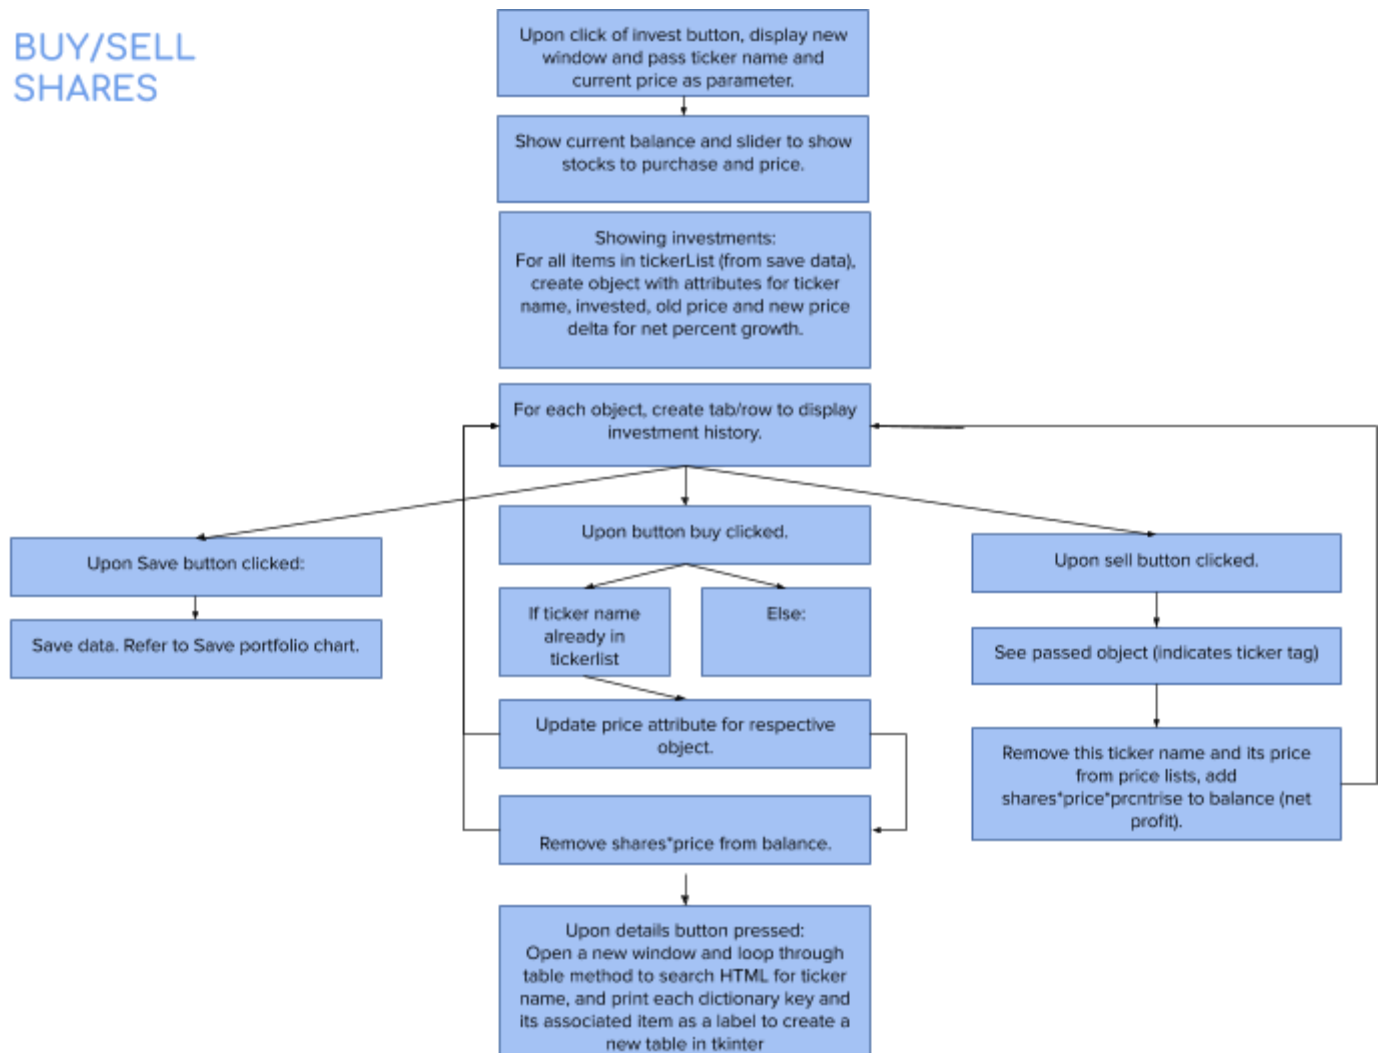 BUY/SELL
SHARES
Upon click of invest button, display new
window and pass ticker name and
current price as parameter.
Show current balance and slider to show
stocks to purchase and price.
Showing investments:
For all items in tickerList (from save data),
create object with attributes for ticker
name, invested, old price and new price
delta for net percent growth.
For each object, create tab/row to display
investment history.
Upon Save button clicked:
Save data. Refer to Save portfolio chart.
Upon button buy clicked.
If ticker name
already in
tickerlist
Else:
Update price attribute for respective
object.
Remove shares*price from balance.
Upon sell button clicked.
See passed object (indicates ticker tag)
Remove this ticker name and its price
from price lists, add
shares*price*prcntrise to balance (net
profit).
Upon details button pressed:
Open a new window and loop through
table method to search HTML for ticker
name, and print each dictionary key and
its associated item as a label to create a
new table in tkinter